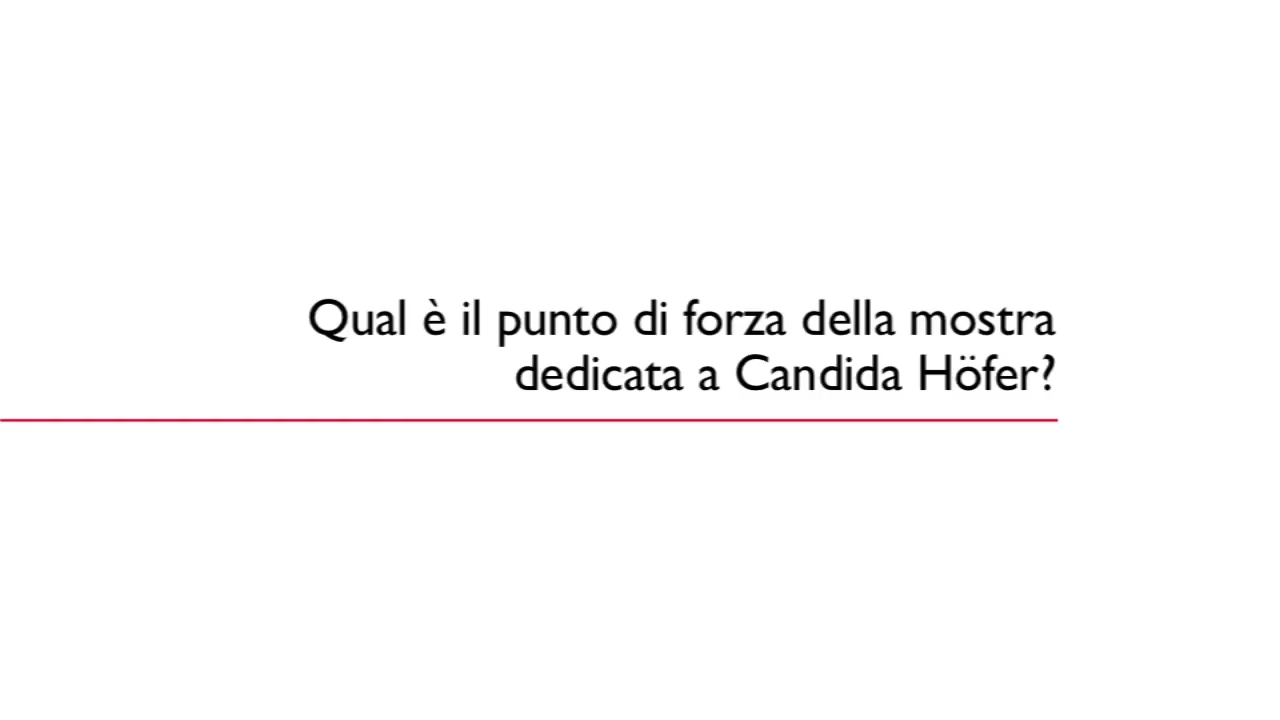 Qual è il punto di forza della mostra
dedicata a Candida Höfer?